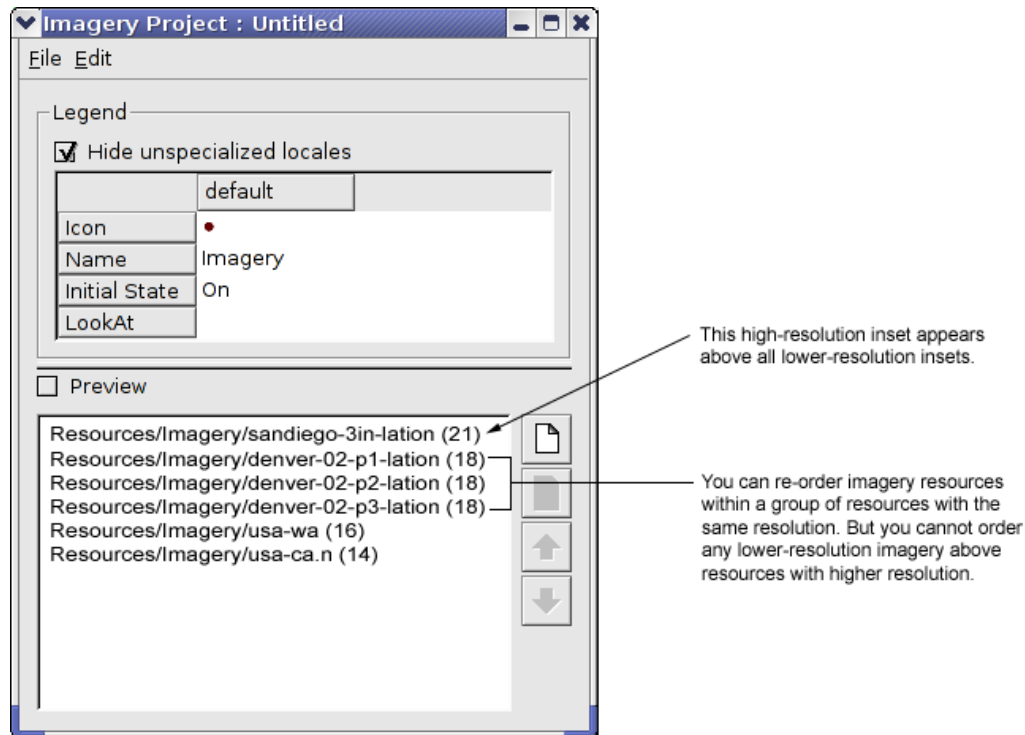 Imagery Project : Untitled
File Edit
Legend
Hide unspecialized locales
default
Icon
Name Imagery
Initial State On
LookAt
This high-resolution inset appears
above all lower-resolution insets.
Preview
Resources/Imagery/sandiego-3in-lation (21)
Resources/Imagery/denver-02-p1-lation (18)
Resources/Imagery/denver-02-p2-lation (18)
Resources/Imagery/denver-02-p3-lation (18)
Resources/Imagery/usa-wa (16)
Resources/Imagery/usa-ca.n (14)
You can re-order imagery resources
within a group of resources with the
same resolution. But you cannot order
any lower-resolution imagery above
resources with higher resolution.